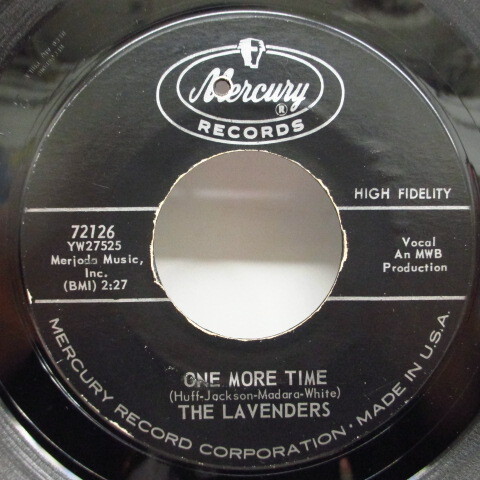 Mercury
®
RECORDS
HIGH FIDELITY
72126
YW27525
Merjoda Music,
Inc.
(BMI) 2:27
Vocal
An MWB
Production
ONE MORE TIME
(Huff-Jackson-Madara-White)
THE LAVENDERS
MERCURY RECORD CORPORATION · MADE IN U.S.A.